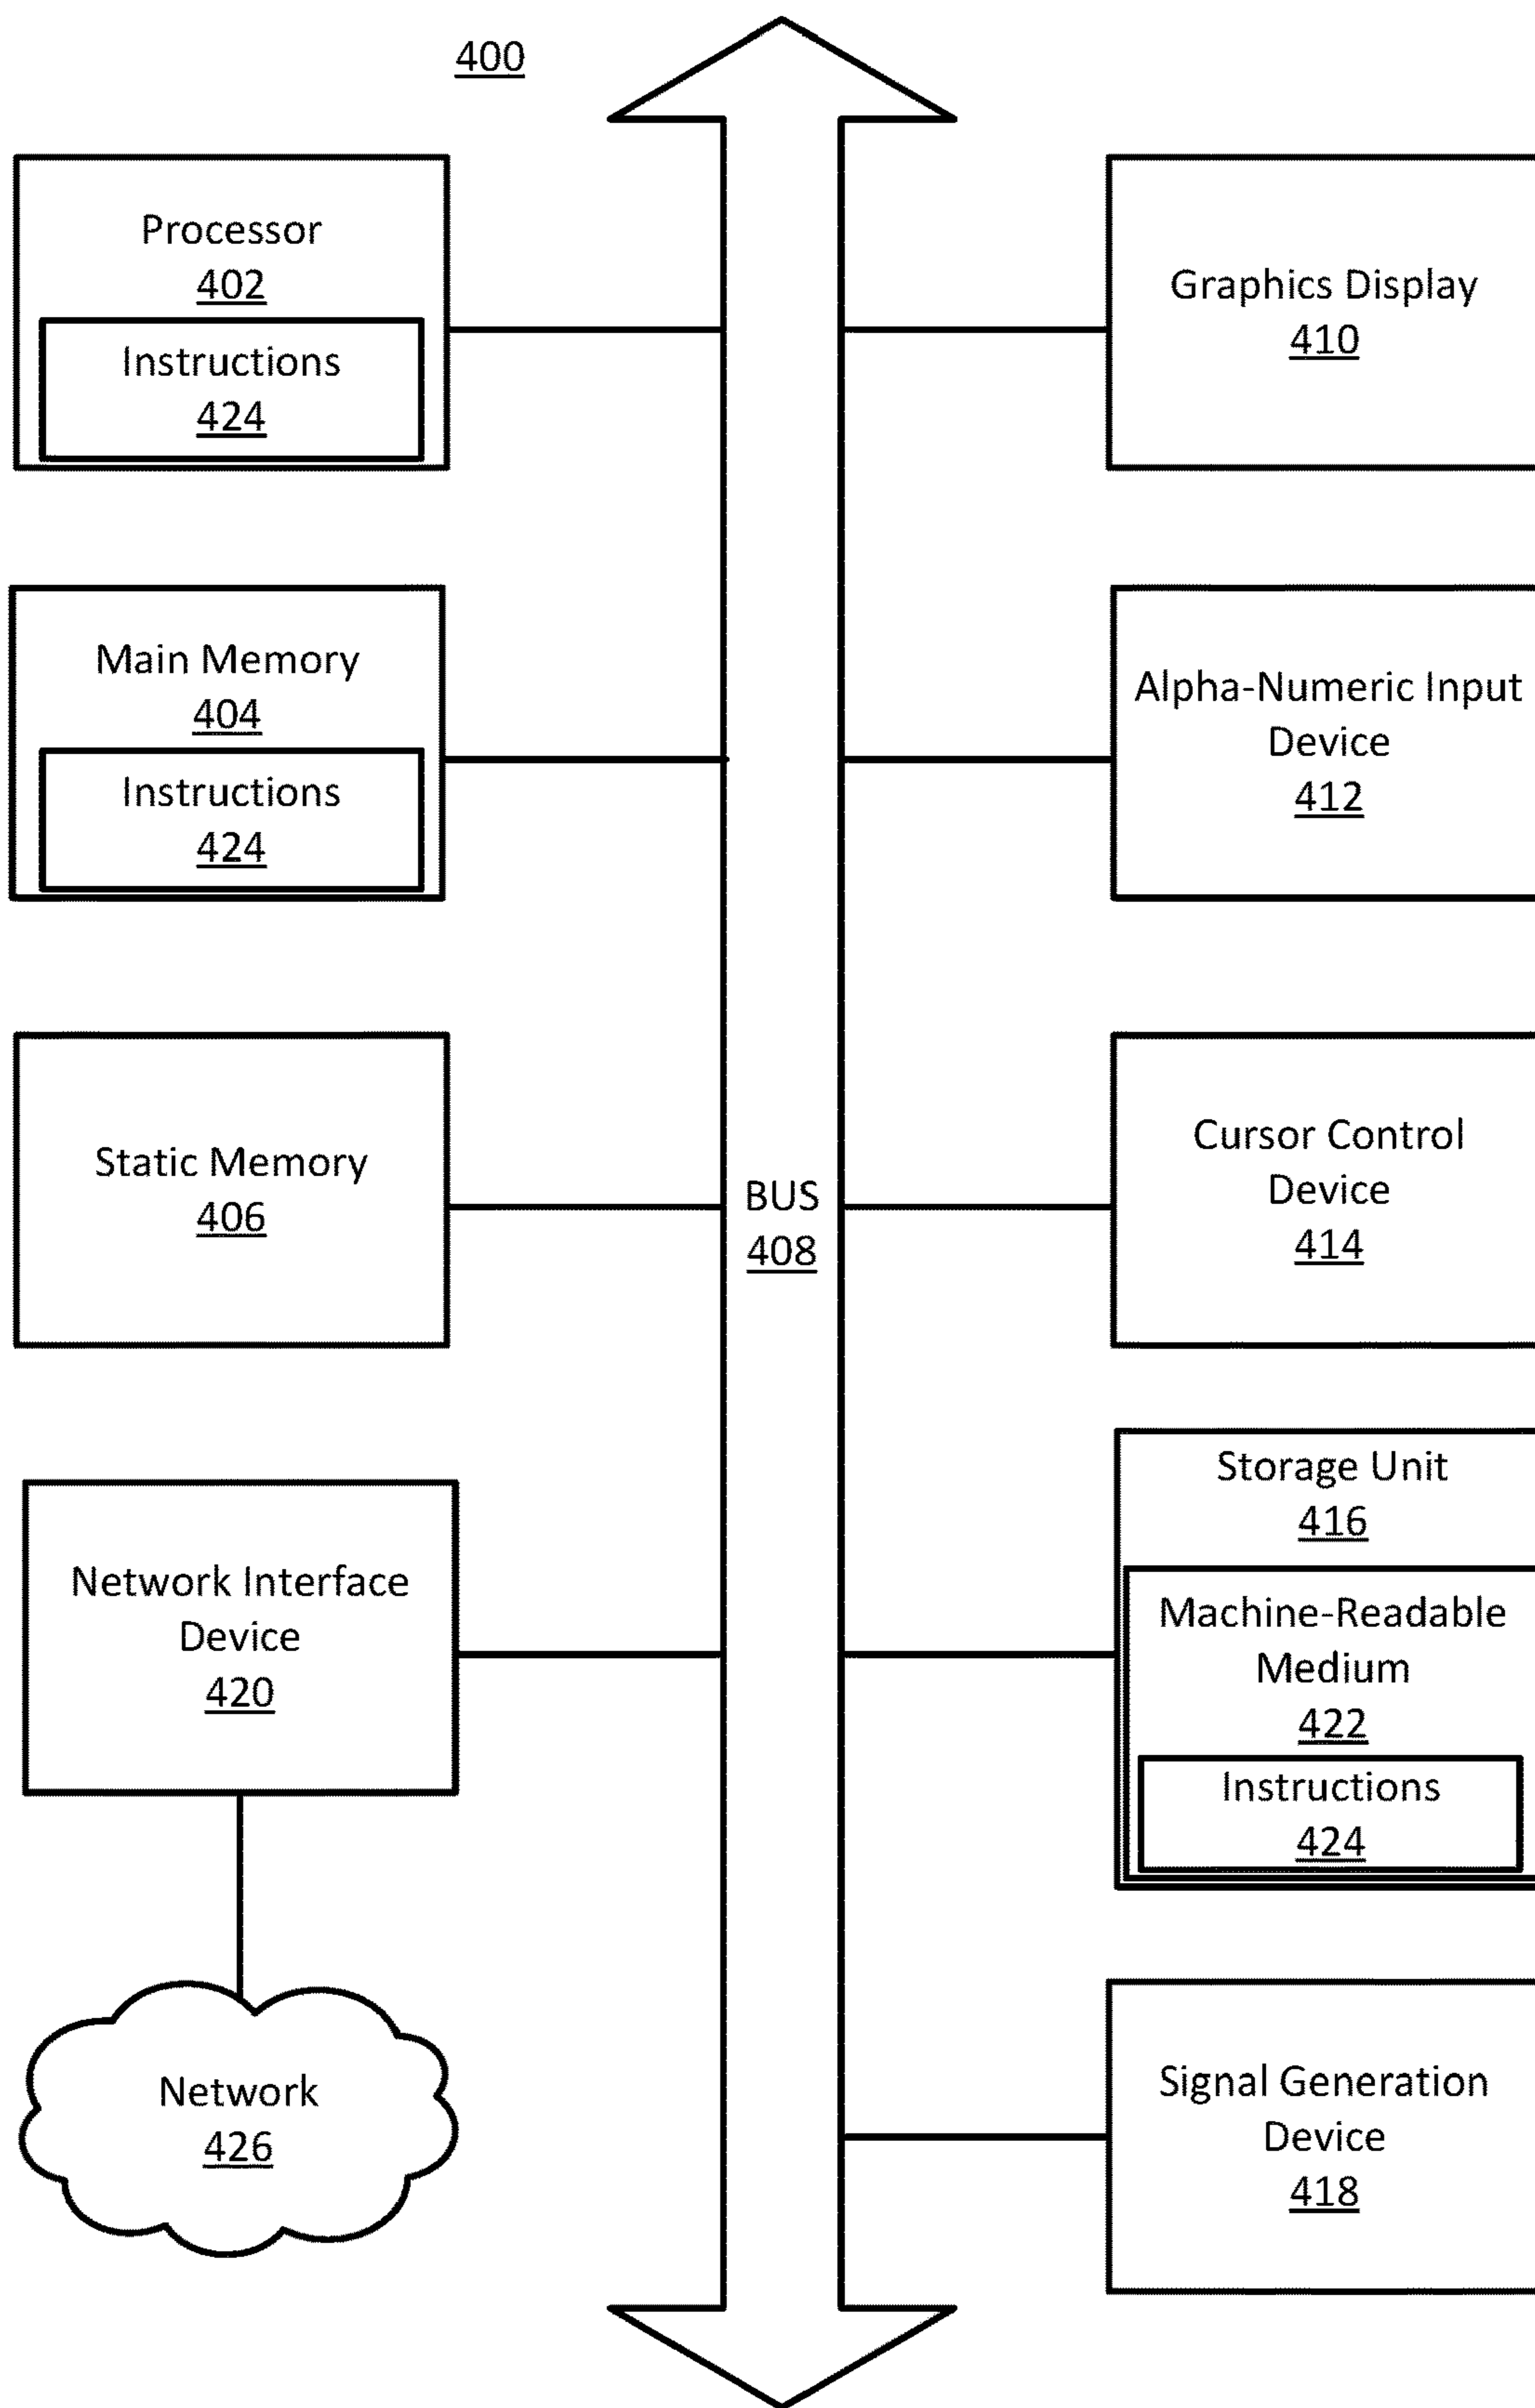 400
Processor
402
Instructions
424
Main Memory
404
Instructions
424
Static Memory
406
Network Interface
Device
420
Network
426
BUS
408
Graphics Display
410
Alpha-Numeric Input
Device
412
Cursor Control
Device
414
Storage Unit
416
Machine-Readable
Medium
422
Instructions
424
Signal Generation
Device
418